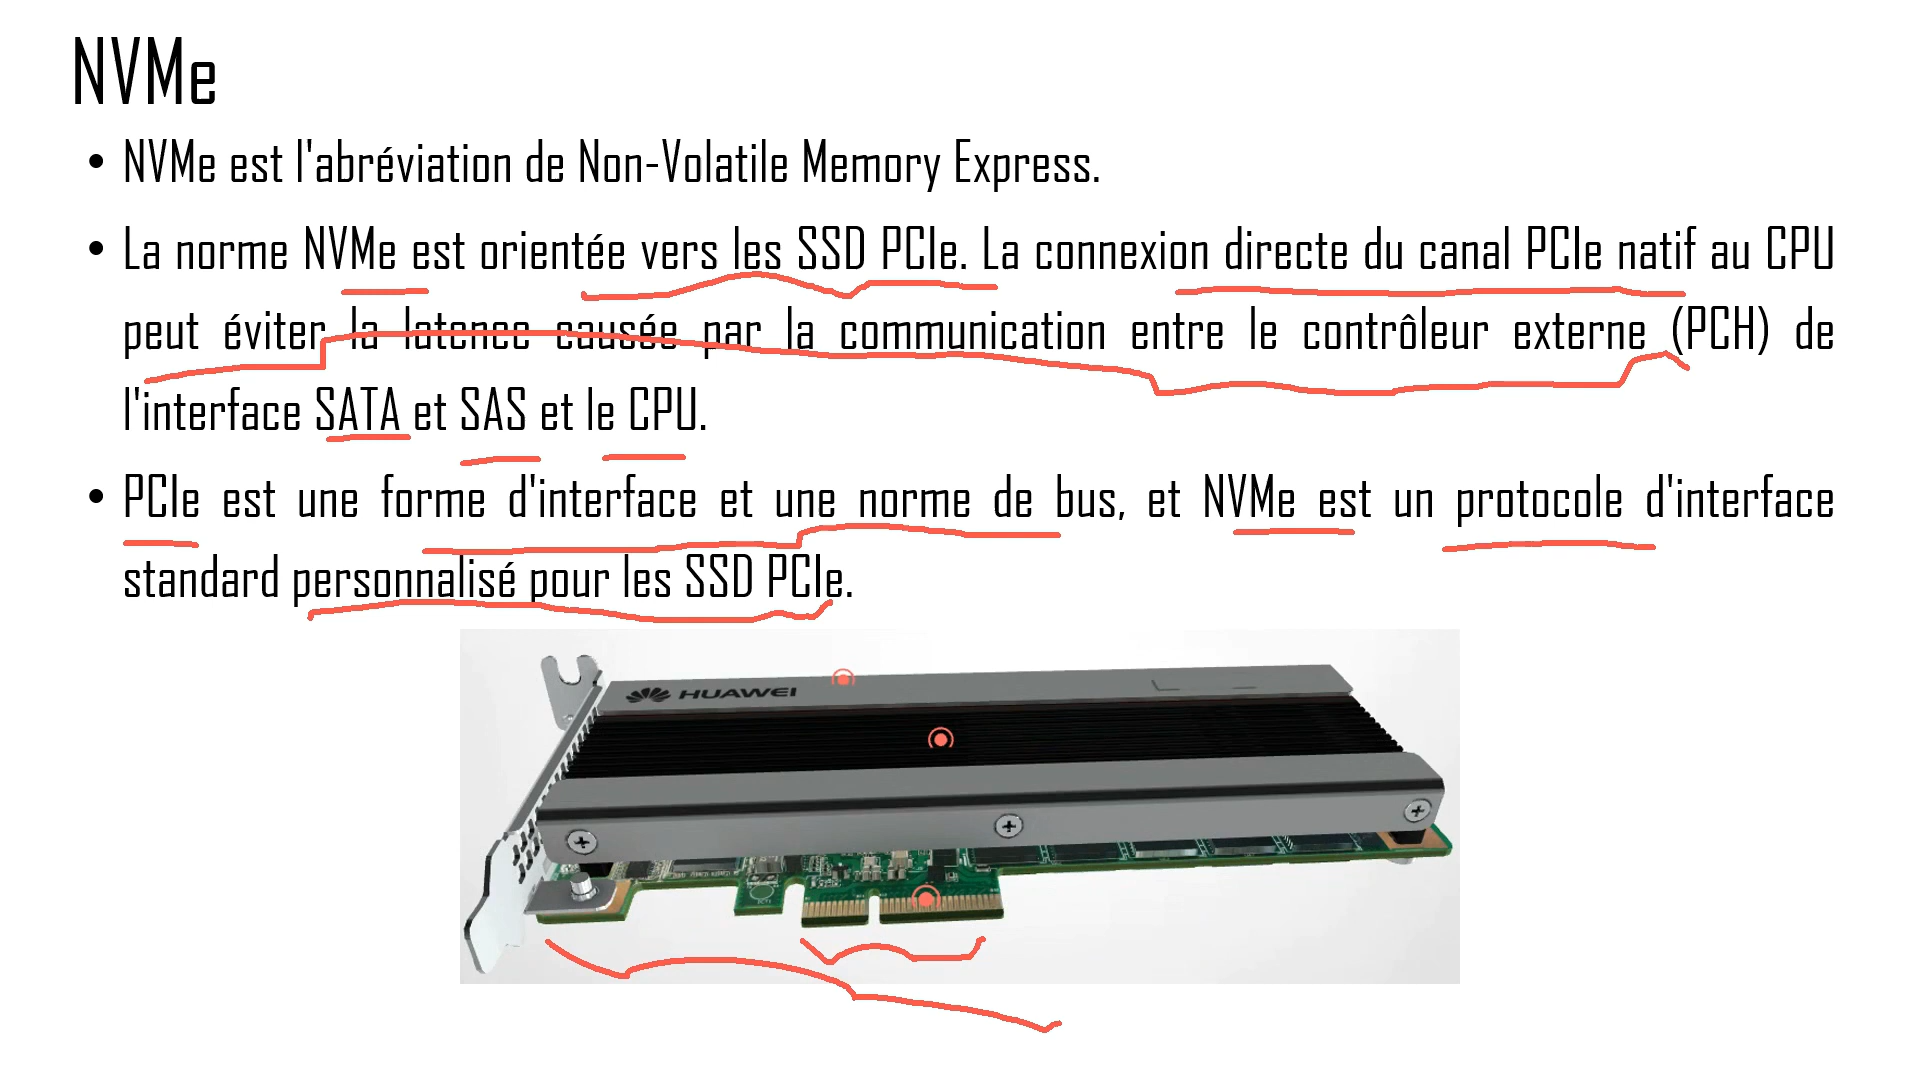 NVMe
• NVMe est l'abréviation de Non-Volatile Memory Express.
• La norme NVMe est orientée vers les SSD PCIe. La connexion directe du canal PCIe natif au CPU
peut éviter la latence causée par la communication entre le contrôleur externe (PCH) de
l'interface SATA et SAS et le CPU.
• PCIe est une forme d'interface et une norme de bus, et NVMe est un protocole d'interface
standard personnalisé pour les SSD PCIe.
HUAWEI